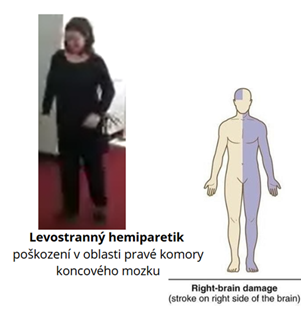 Levostranný hemiparetik
poškození v oblasti pravé komory
koncového mozku
Right-brain damage
(stroke on right side of the brain)